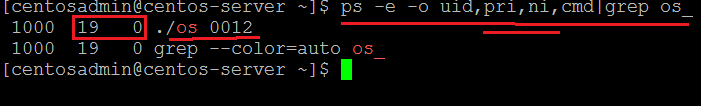 [centosadmin@centos-server ~]$ ps -e -o uid,pri,ni,cmd|grep os_
1000 19 0 ./os_0012
1000 19 0 grep --color=auto os_
[centosadmin@centos-server ~]$